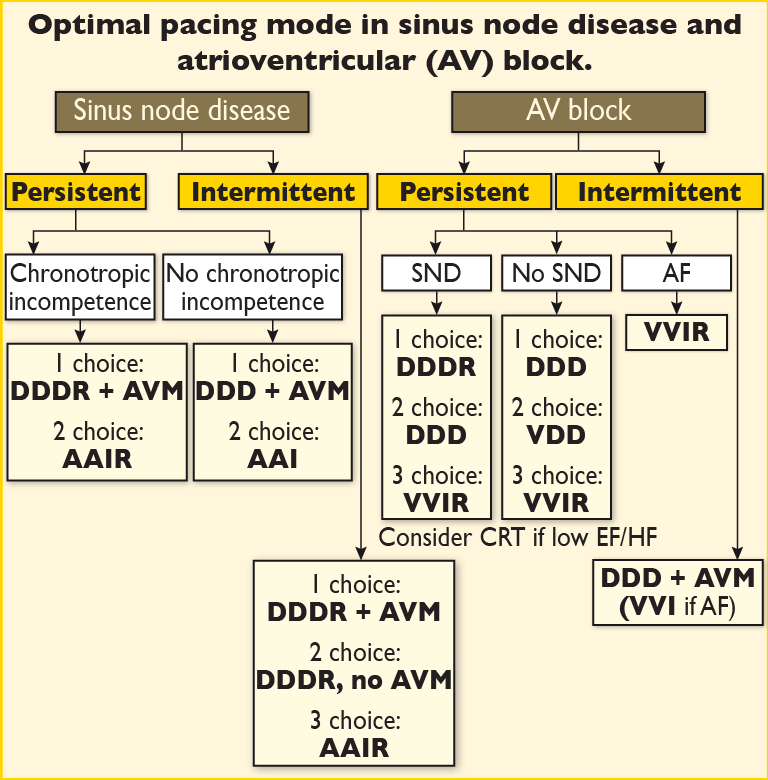 Optimal pacing mode in sinus node disease and
atrioventricular (AV) block.
Sinus node disease
AV block
Persistent
Intermittent
Persistent
Intermittent
Chronotropic
incompetence
No chronotropic
incompetence
SND
No SND
AF
1 choice:
DDDR + AVM
2 choice:
AAIR
1 choice:
DDD + AVM
2 choice:
AAI
1 choice:
DDDR
2 choice:
DDD
3 choice:
VVIR
1 choice:
DDD
2 choice:
VDD
3 choice:
VVIR
VVIR
Consider CRT if low EF/HF
1 choice:
DDDR + AVM
2 choice:
DDDR, no AVM
3 choice:
AAIR
DDD + AVM
(VVI if AF)